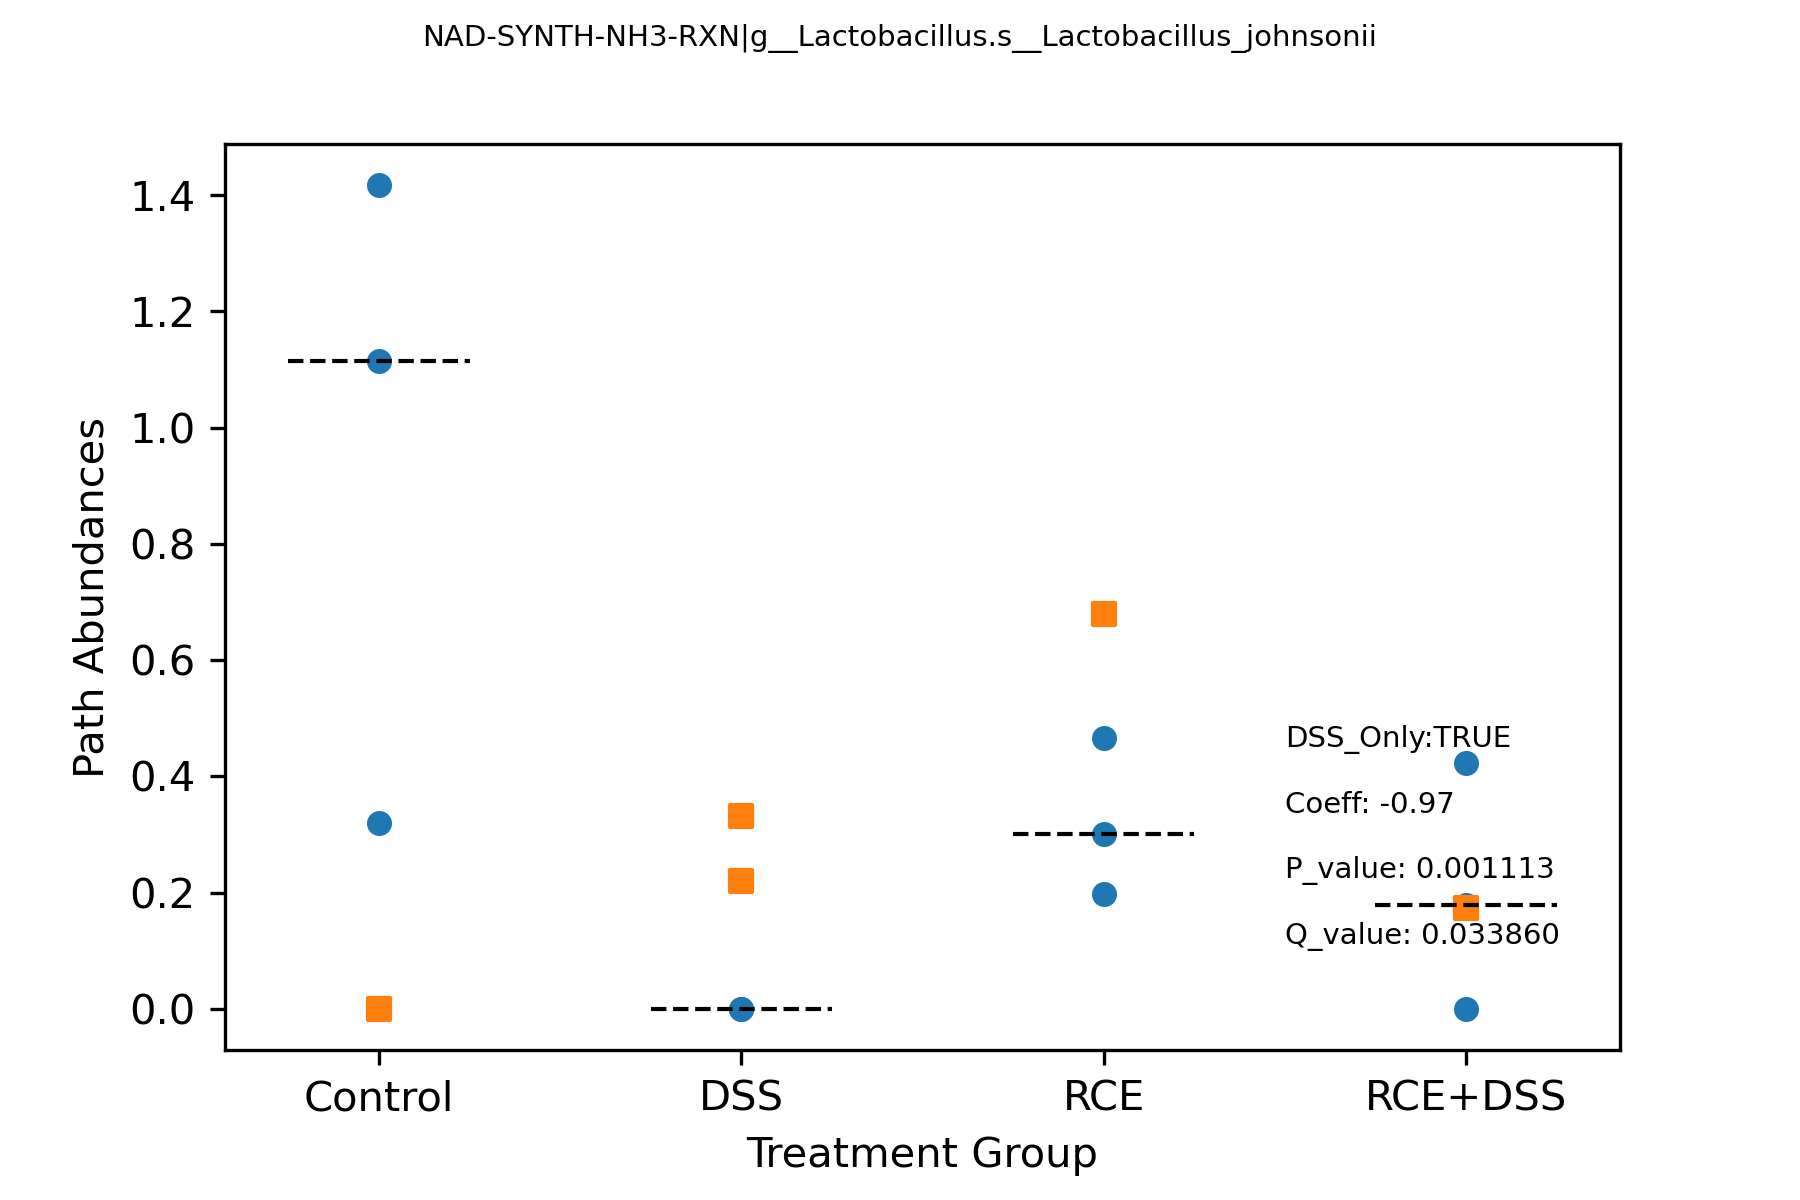 NAD-SYNTH-NH3-RXN|g__Lactobacillus.s__Lactobacillus_johnsonii
1.4
1.2
1.0
0.8
0.6
0.4
0.2
0.0
Path Abundances
DSS_Only:TRUE
Coeff: -0.97
P_value: 0.001113
Q_value: 0.033860
Control
DSS
RCE
RCE+DSS
Treatment Group